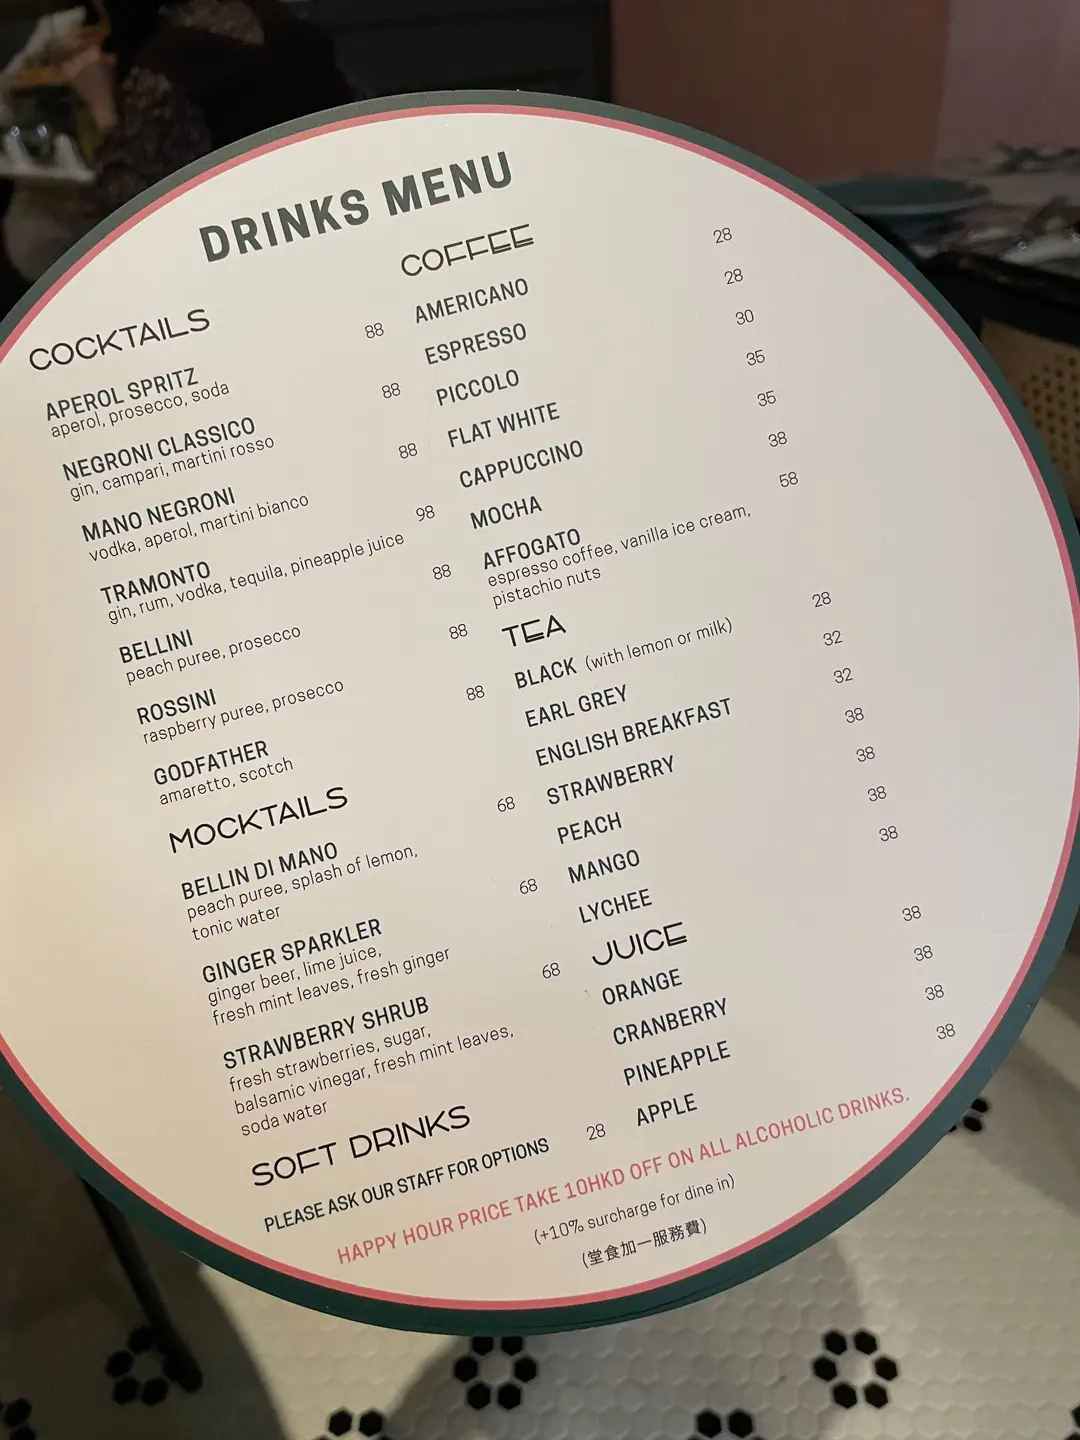 DRINKS MENU
COCKTAILS
APEROL SPRITZ 88
aperol, prosecco, soda
NEGRONI CLASSICO 88
gin, campari, martini rosso
MANO NEGRONI 88
vodka, aperol, martini bianco
TRAMONTO 98
gin, rum, vodka, tequila, pineapple juice
BELLINI 88
peach puree, prosecco
ROSSINI 88
raspberry puree, prosecco
GODFATHER 88
amaretto, scotch
MOCKTAILS
BELLIN DI MANO 68
peach puree, splash of lemon,
tonic water
GINGER SPARKLER 68
ginger beer, lime juice,
fresh mint leaves, fresh ginger
STRAWBERRY SHRUB 68
fresh strawberries, sugar,
balsamic vinegar, fresh mint leaves,
soda water
SOFT DRINKS
PLEASE ASK OUR STAFF FOR OPTIONS 28
COFFEE
AMERICANO 28
ESPRESSO 28
PICCOLO 30
FLAT WHITE 35
CAPPUCCINO 35
MOCHA 38
AFFOGATO 58
espresso coffee, vanilla ice cream,
pistachio nuts
TEA
BLACK (with lemon or milk) 28
EARL GREY 32
ENGLISH BREAKFAST 32
STRAWBERRY 38
PEACH 38
MANGO 38
LYCHEE 38
JUICE
ORANGE 38
CRANBERRY 38
PINEAPPLE 38
APPLE 38
HAPPY HOUR PRICE TAKE 10HKD OFF ON ALL ALCOHOLIC DRINKS.
(+10% surcharge for dine in)
(堂食加一服務費)